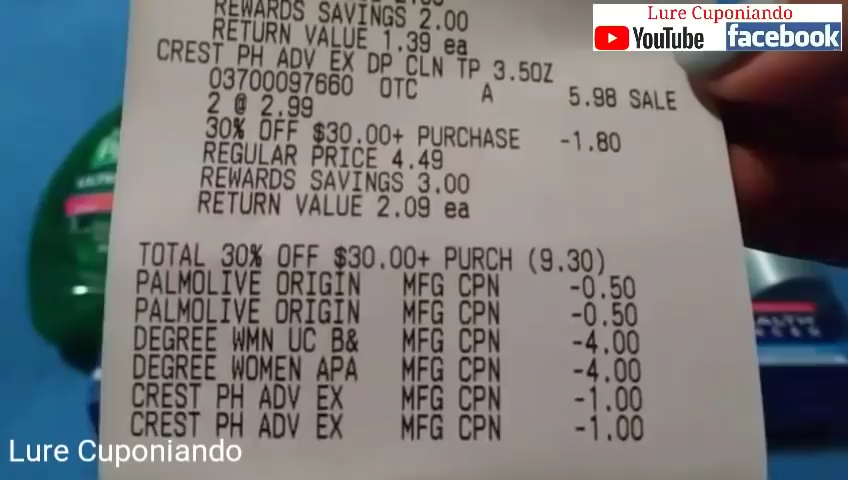 REWARDS SAVINGS 2.00
RETURN VALUE 1.39 ea
CREST PH ADV EX DP CLN TP 3.5OZ
03700097660 OTC A 5.98 SALE
2 @ 2.99
30% OFF $30.00+ PURCHASE -1.80
REGULAR PRICE 4.49
REWARDS SAVINGS 3.00
RETURN VALUE 2.09 ea
TOTAL 30% OFF $30.00+ PURCH (9.30)
PALMOLIVE ORIGIN MFG CPN -0.50
PALMOLIVE ORIGIN MFG CPN -0.50
DEGREE WMN UC B& MFG CPN -4.00
DEGREE WOMEN APA MFG CPN -4.00
CREST PH ADV EX MFG CPN -1.00
CREST PH ADV EX MFG CPN -1.00
Lure Cuponiando
YouTube facebook
Lure Cuponiando